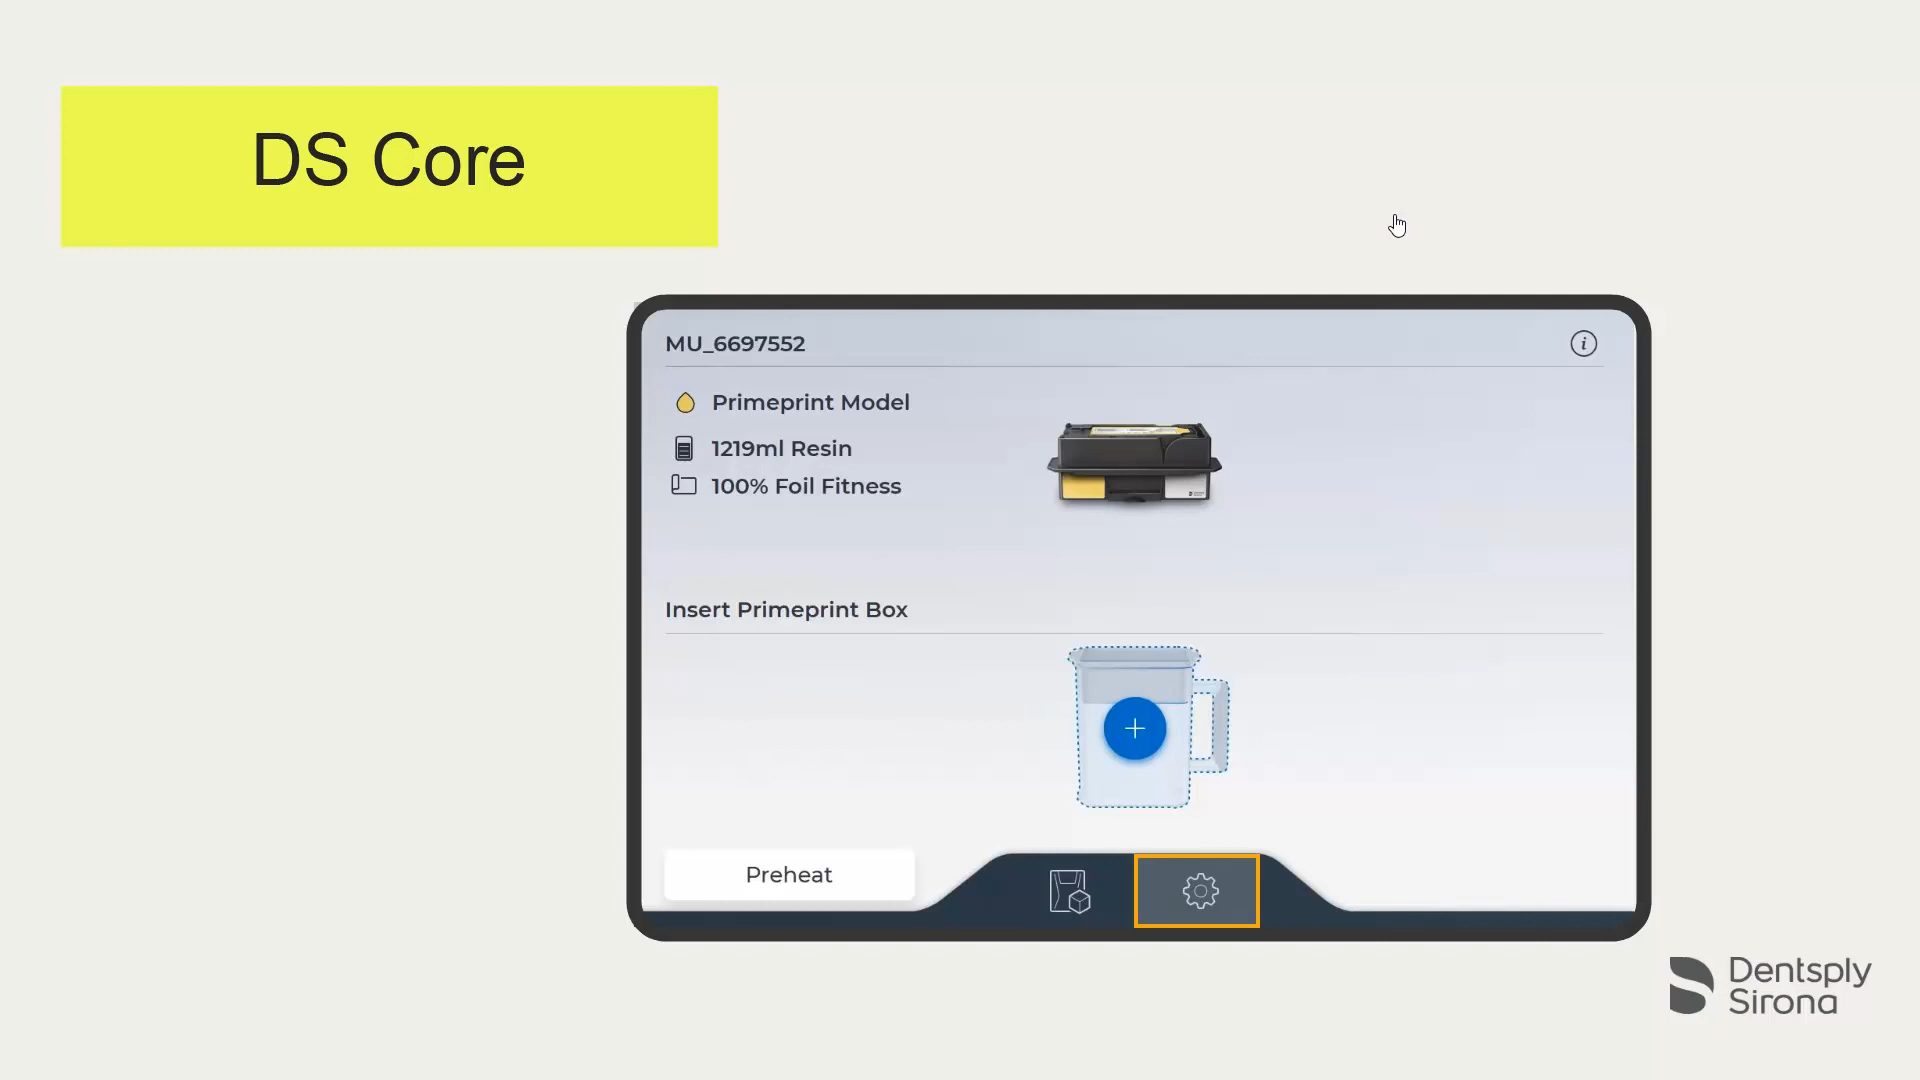 DS Core
MU_6697552
Primeprint Model
1219ml Resin
100% Foil Fitness
Insert Primeprint Box
Preheat
Dentsply
Sirona